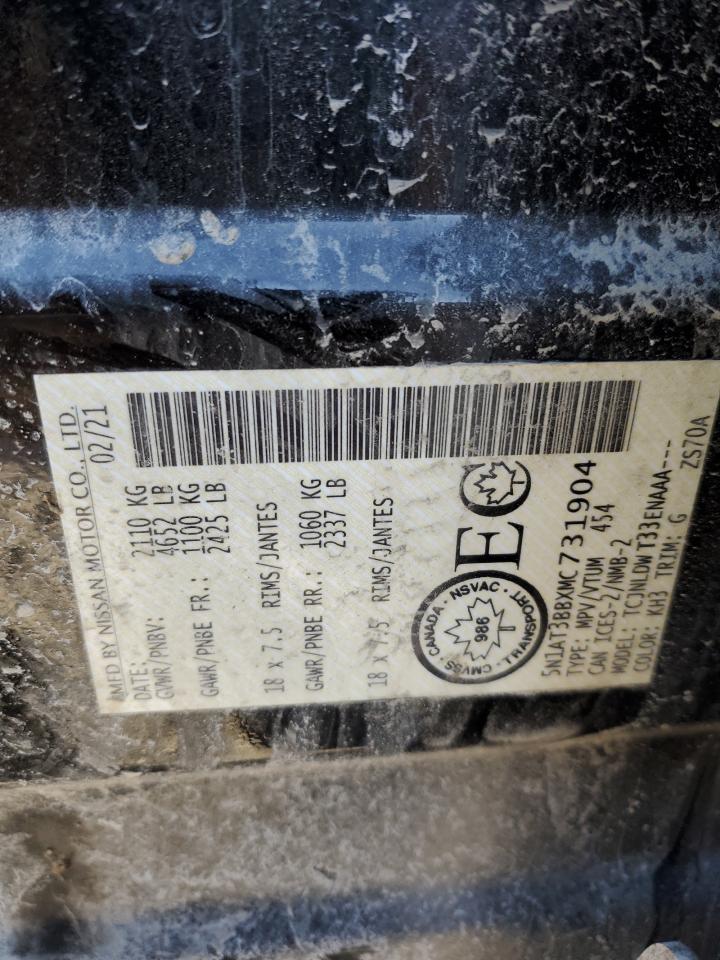 MFD BY NISSAN MOTOR CO., LTD.
DATE: 02/21
GVWR/PNBV: 2110 KG
4652 LB
GAWR/PNBE FR.: 1100 KG
2425 LB
18 x 7.5 RIMS/JANTES
GAWR/PNBE RR.: 1060 KG
2337 LB
18 x 7.5 RIMS/JANTES
CANADA · NSVAC · TRANSPORT · CMVSS ·
986
E C
5N1AT3BBXMC731904
TYPE: MPV/VTUM 454
CAN ICES-2/NMB-2
MODEL: TCJNLDWT33ENAAA---
COLOR: KH3 TRIM: G ZS70A